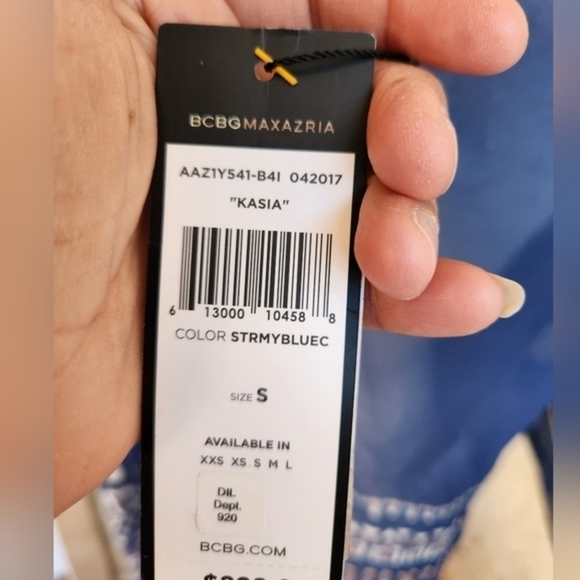 BCBGMAXAZRIA
AAZ1Y541-B4I 042017
"KASIA"
6 13000 10458 8
COLOR STRMYBLUEC
SIZE S
AVAILABLE IN
XXS XS S M L
DIL
Dept.
920
BCBG.COM